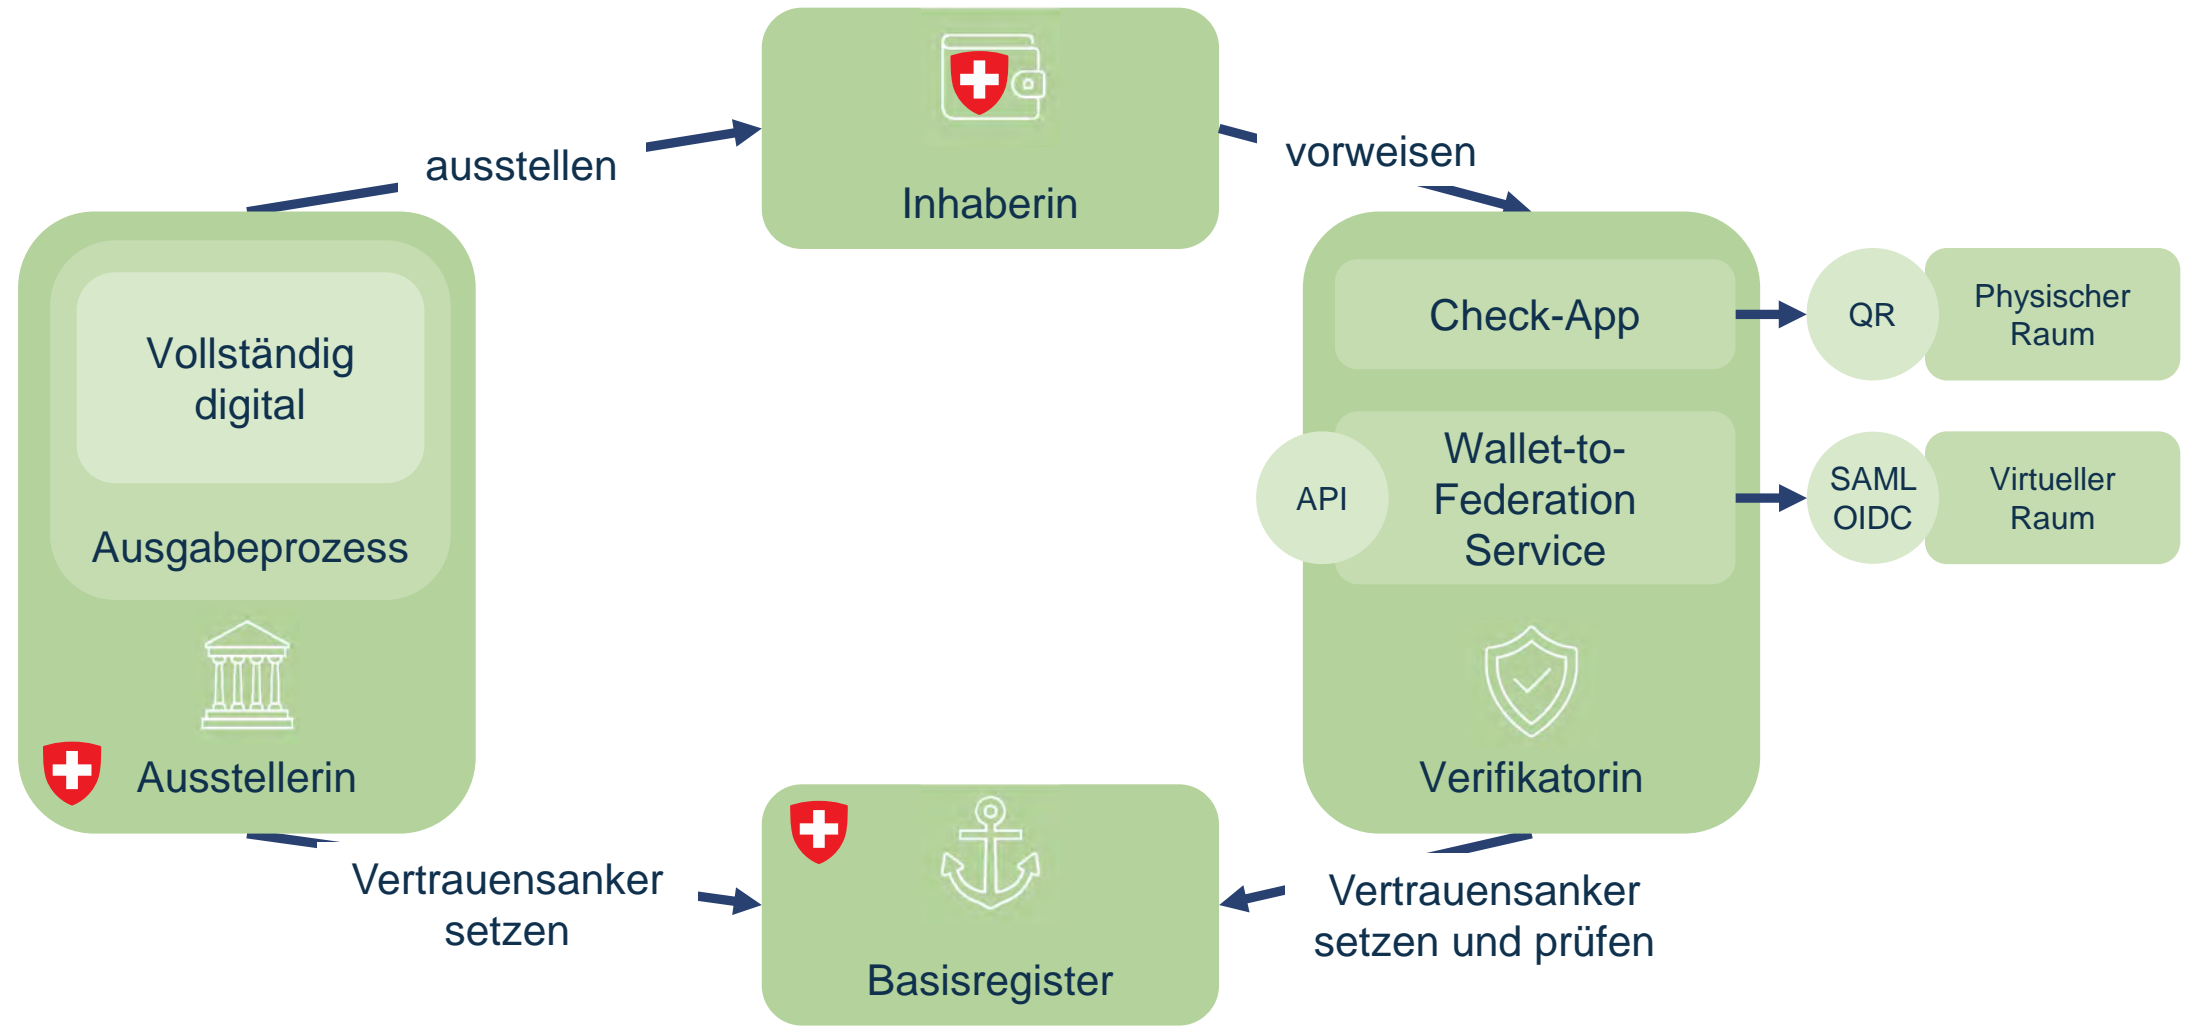 ausstellen
Inhaberin
vorweisen
Vollständig
digital
Ausgabeprozess
Ausstellerin
Check-App
QR
Physischer
Raum
API
Wallet-to-
Federation
Service
SAML
OIDC
Virtueller
Raum
Verifikatorin
Vertrauensanker
setzen
Basisregister
Vertrauensanker
setzen und prüfen